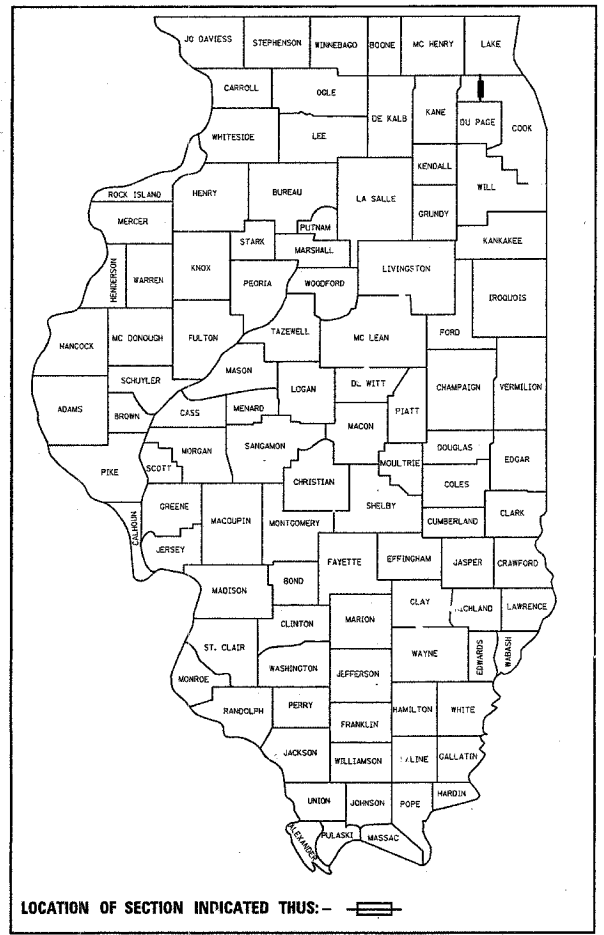 JO DAVIESS
STEPHENSON
WINNEBAGO
BOONE
MC HENRY
LAKE
CARROLL
OGLE
DE KALB
KANE
DU PAGE
COOK
WHITESIDE
LEE
KENDALL
WILL
ROCK ISLAND
HENRY
BUREAU
LA SALLE
GRUNDY
MERCER
PUTNAM
STARK
MARSHALL
KANKAKEE
HENDERSON
WARREN
KNOX
PEORIA
WOODFORD
LIVINGSTON
IROQUOIS
HANCOCK
MC DONOUGH
FULTON
TAZEWELL
MC LEAN
FORD
MASON
SCHUYLER
LOGAN
DE WITT
CHAMPAIGN
VERMILION
ADAMS
BROWN
CASS
MENARD
PIATT
MACON
PIKE
SCOTT
MORGAN
SANGAMON
MOULTRIE
DOUGLAS
EDGAR
CHRISTIAN
COLES
CALHOUN
GREENE
MACOUPIN
MONTGOMERY
SHELBY
CUMBERLAND
CLARK
JERSEY
FAYETTE
EFFINGHAM
JASPER
CRAWFORD
MADISON
BOND
CLINTON
MARION
CLAY
LAWRENCE
ST. CLAIR
WASHINGTON
JEFFERSON
WAYNE
EDWARDS
WABASH
MONROE
RANDOLPH
PERRY
FRANKLIN
HAMILTON
WHITE
JACKSON
WILLIAMSON
GALLATIN
UNION
JOHNSON
POPE
HARDIN
ALEXANDER
PULASKI
MASSAC
LOCATION OF SECTION INDICATED THUS:-